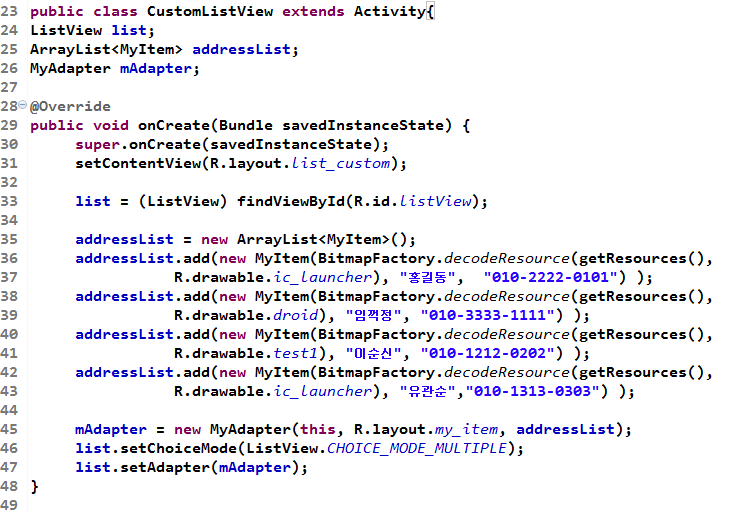 23 public class CustomListView extends Activity{
24 ListView list;
25 ArrayList<MyItem> addressList;
26 MyAdapter mAdapter;
27
28 @Override
29 public void onCreate(Bundle savedInstanceState) {
30     super.onCreate(savedInstanceState);
31     setContentView(R.layout.list_custom);
32
33     list = (ListView) findViewById(R.id.listView);
34
35     addressList = new ArrayList<MyItem>();
36     addressList.add(new MyItem(BitmapFactory.decodeResource(getResources(),
37             R.drawable.ic_launcher), "홍길동",  "010-2222-0101") );
38     addressList.add(new MyItem(BitmapFactory.decodeResource(getResources(),
39             R.drawable.droid), "임꺽정", "010-3333-1111") );
40     addressList.add(new MyItem(BitmapFactory.decodeResource(getResources(),
41             R.drawable.test1), "이순신", "010-1212-0202") );
42     addressList.add(new MyItem(BitmapFactory.decodeResource(getResources(),
43             R.drawable.ic_launcher), "유관순","010-1313-0303") );
44
45     mAdapter = new MyAdapter(this, R.layout.my_item, addressList);
46     list.setChoiceMode(ListView.CHOICE_MODE_MULTIPLE);
47     list.setAdapter(mAdapter);
48 }
49